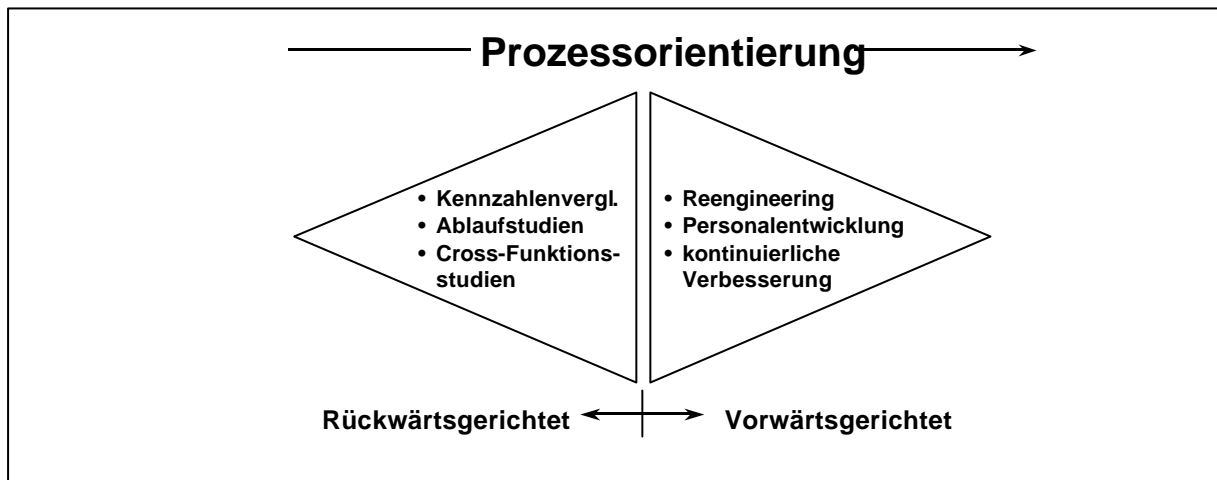 Prozessorientierung
• Kennzahlenvergl.
• Ablaufstudien
• Cross-Funktions-
studien
• Reengineering
• Personalentwicklung
• kontinuierliche
Verbesserung
Rückwärtsgerichtet
Vorwärtsgerichtet